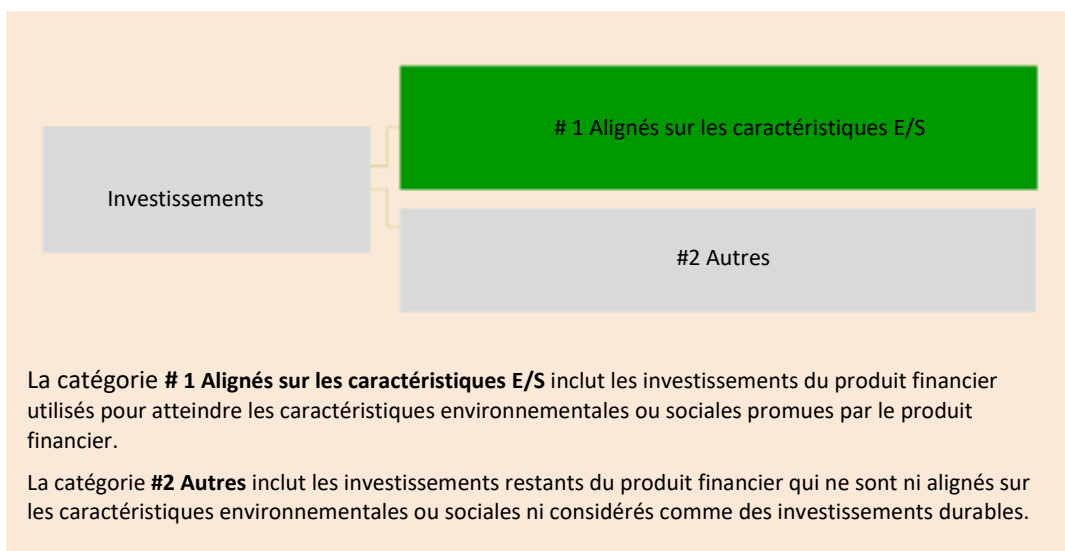 # 1 Alignés sur les caractéristiques E/S
Investissements
#2 Autres
La catégorie # 1 Alignés sur les caractéristiques E/S inclut les investissements du produit financier
utilisés pour atteindre les caractéristiques environnementales ou sociales promues par le produit
financier.
La catégorie #2 Autres inclut les investissements restants du produit financier qui ne sont ni alignés sur
les caractéristiques environnementales ou sociales ni considérés comme des investissements durables.